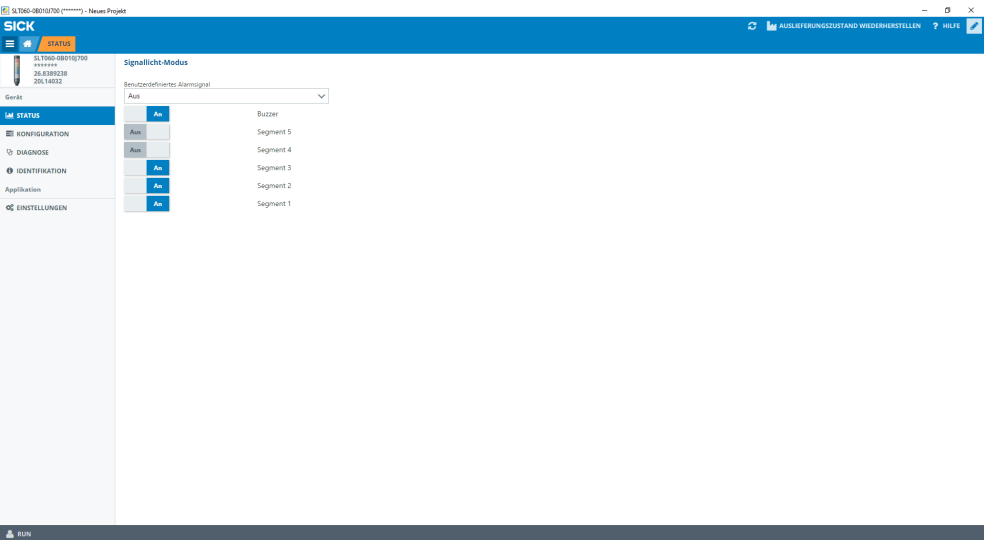 SLT060-0B010J700 (*******) - Neues Projekt
SICK
AUSLIEFERUNGSZUSTAND WIEDERHERSTELLEN ? HILFE
STATUS
SLT060-0B010J700
*******
26.8389238
20L14032
Gerät
STATUS
KONFIGURATION
DIAGNOSE
IDENTIFIKATION
Applikation
EINSTELLUNGEN
Signallicht-Modus
Benutzerdefiniertes Alarmsignal
Aus
An Buzzer
Aus Segment 5
Aus Segment 4
An Segment 3
An Segment 2
An Segment 1
RUN